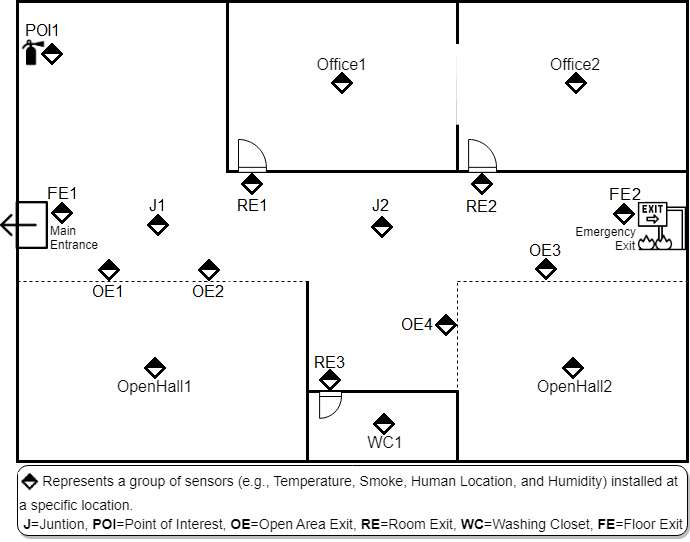 POI1
Office1
Office2
FE1
J1
RE1
J2
RE2
FE2
EXIT
Main
Entrance
Emergency
Exit
OE1
OE2
OE3
OE4
RE3
OpenHall1
OpenHall2
WC1
Represents a group of sensors (e.g., Temperature, Smoke, Human Location, and Humidity) installed at
a specific location.
J=Juntion, POI=Point of Interest, OE=Open Area Exit, RE=Room Exit, WC=Washing Closet, FE=Floor Exit